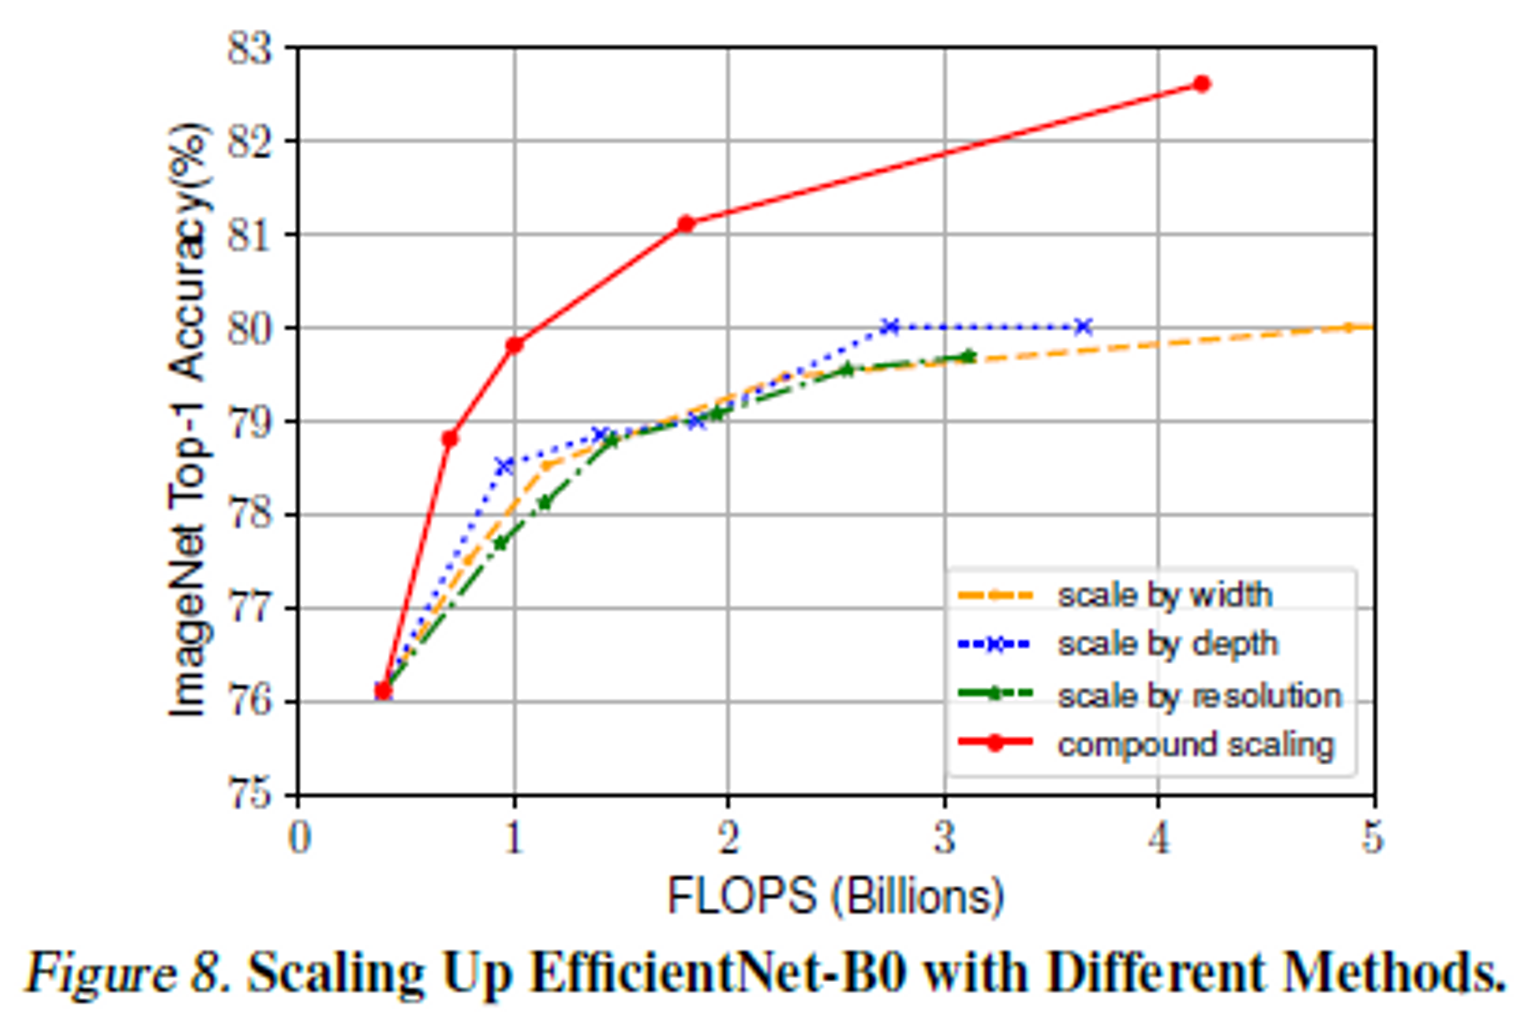 83
82
81
80
79
78
77
76
75
ImageNet Top-1 Accuracy(%)
scale by width
scale by depth
scale by resolution
compound scaling
0 1 2 3 4 5
FLOPS (Billions)
Figure 8. Scaling Up EfficientNet-B0 with Different Methods.